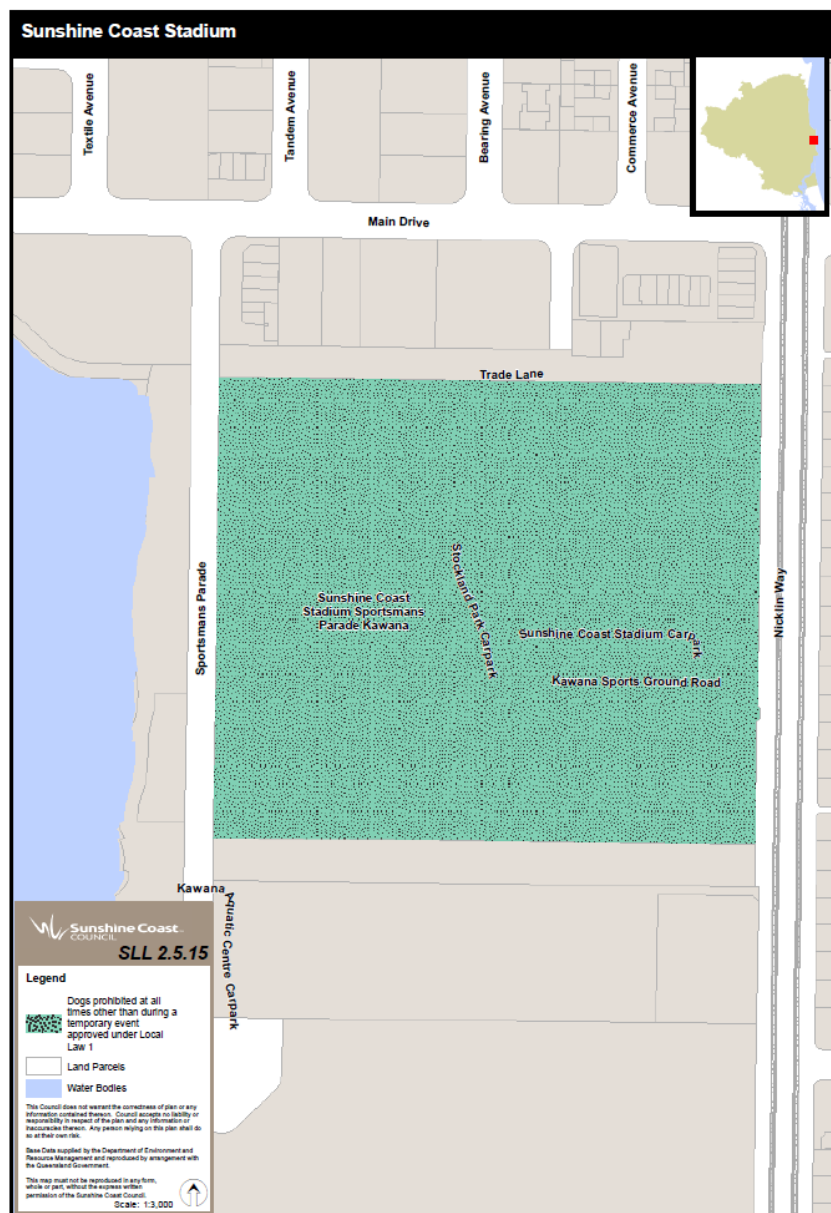 Sunshine Coast Stadium
Textile Avenue
Tandem Avenue
Bearing Avenue
Commerce Avenue
Main Drive
Trade Lane
Sportsmans Parade
Nicklin Way
Stockland Park Carpark
Sunshine Coast
Stadium Sportsmans
Parade Kawana
Sunshine Coast Stadium Carpark
Kawana Sports Ground Road
Kawana Aquatic Centre Carpark
Sunshine Coast
COUNCIL
SLL 2.5.15
Legend
Dogs prohibited at all
times other than during a
temporary event
approved under Local
Law 1
Land Parcels
Water Bodies
This Council does not warrant the correctness of plan or any
information contained thereon. Council accepts no liability or
responsibility in respect of the plan and any information or
inaccuracies thereon. Any person relying on this plan shall do
so at their own risk.
Base Data supplied by the Department of Environment and
Resource Management and reproduced by arrangement with
the Queensland Government.
This map must not be reproduced in any form,
whole or part, without the express written
permission of the Sunshine Coast Council.
Scale: 1:3,000